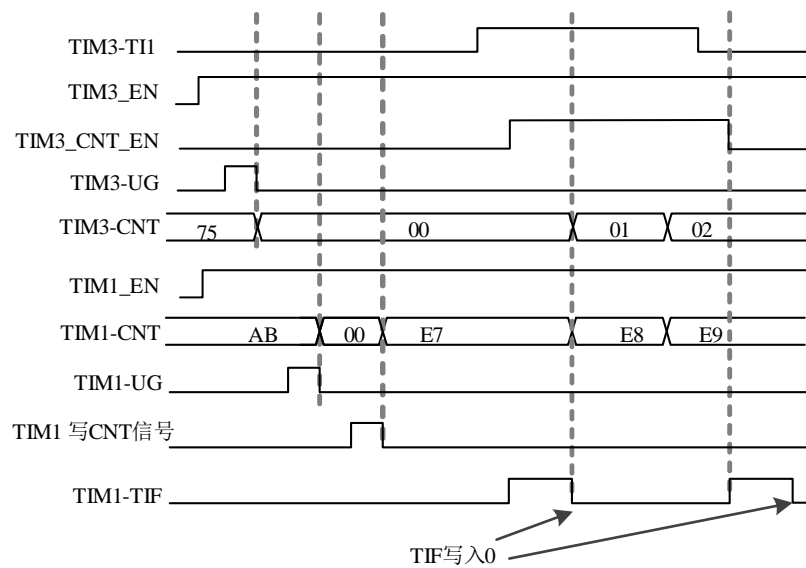 TIM3-TI1
TIM3_EN
TIM3_CNT_EN
TIM3-UG
TIM3-CNT 75 00 01 02
TIM1_EN
TIM1-CNT AB 00 E7 E8 E9
TIM1-UG
TIM1 写CNT信号
TIM1-TIF
TIF写入0